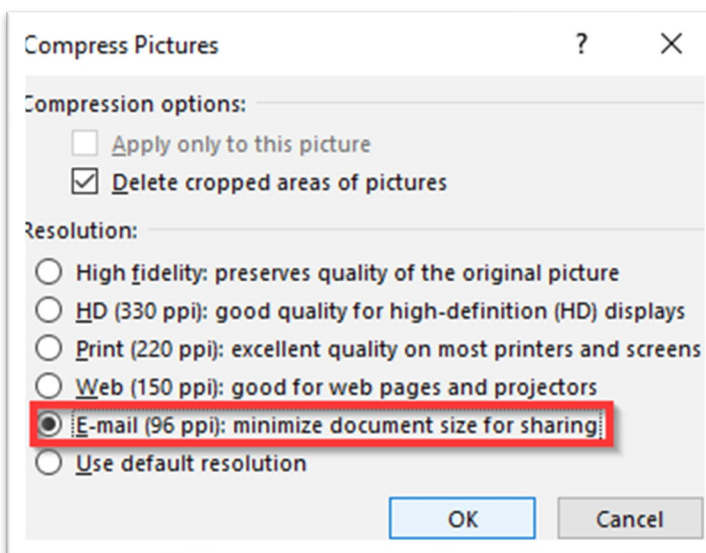 Compress Pictures ?
Compression options:
Apply only to this picture
Delete cropped areas of pictures
Resolution:
High fidelity: preserves quality of the original picture
HD (330 ppi): good quality for high-definition (HD) displays
Print (220 ppi): excellent quality on most printers and screens
Web (150 ppi): good for web pages and projectors
E-mail (96 ppi): minimize document size for sharing
Use default resolution
OK Cancel